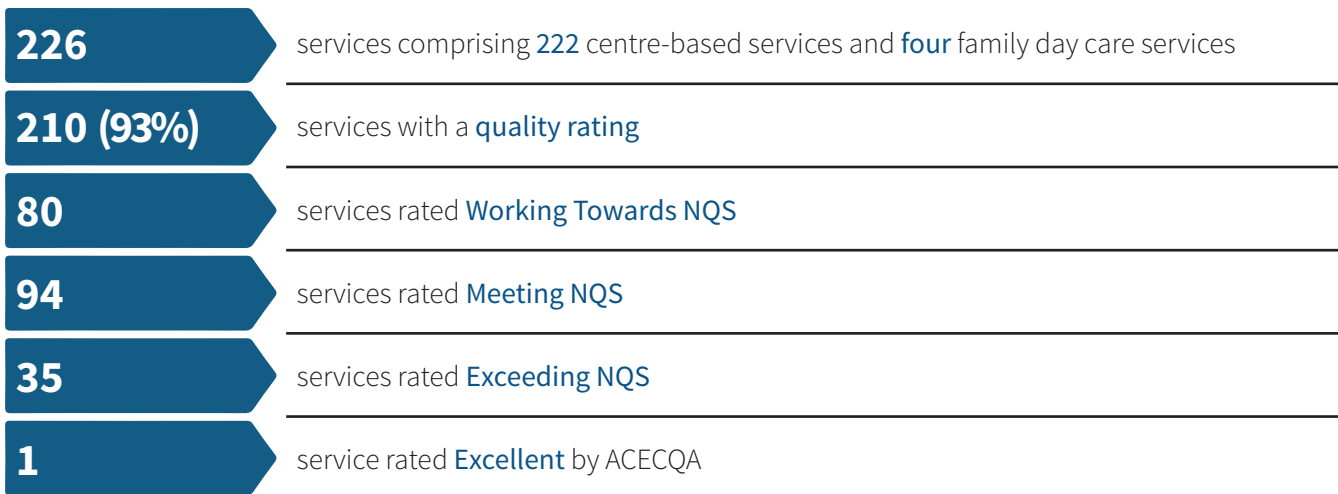 226 services comprising 222 centre-based services and four family day care services
210 (93%) services with a quality rating
80 services rated Working Towards NQS
94 services rated Meeting NQS
35 services rated Exceeding NQS
1 service rated Excellent by ACECQA